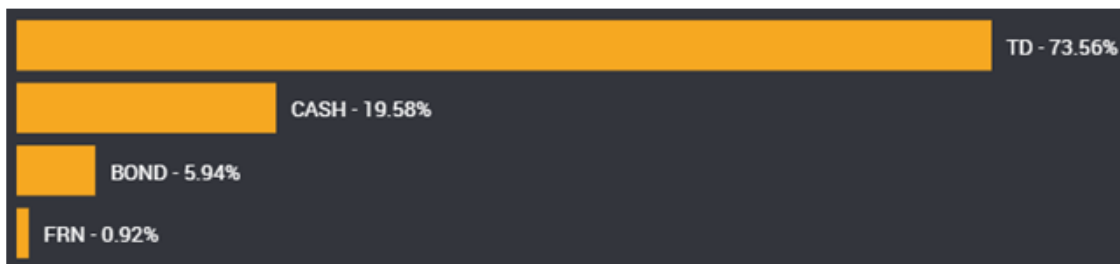 TD - 73.56%
CASH - 19.58%
BOND - 5.94%
FRN - 0.92%